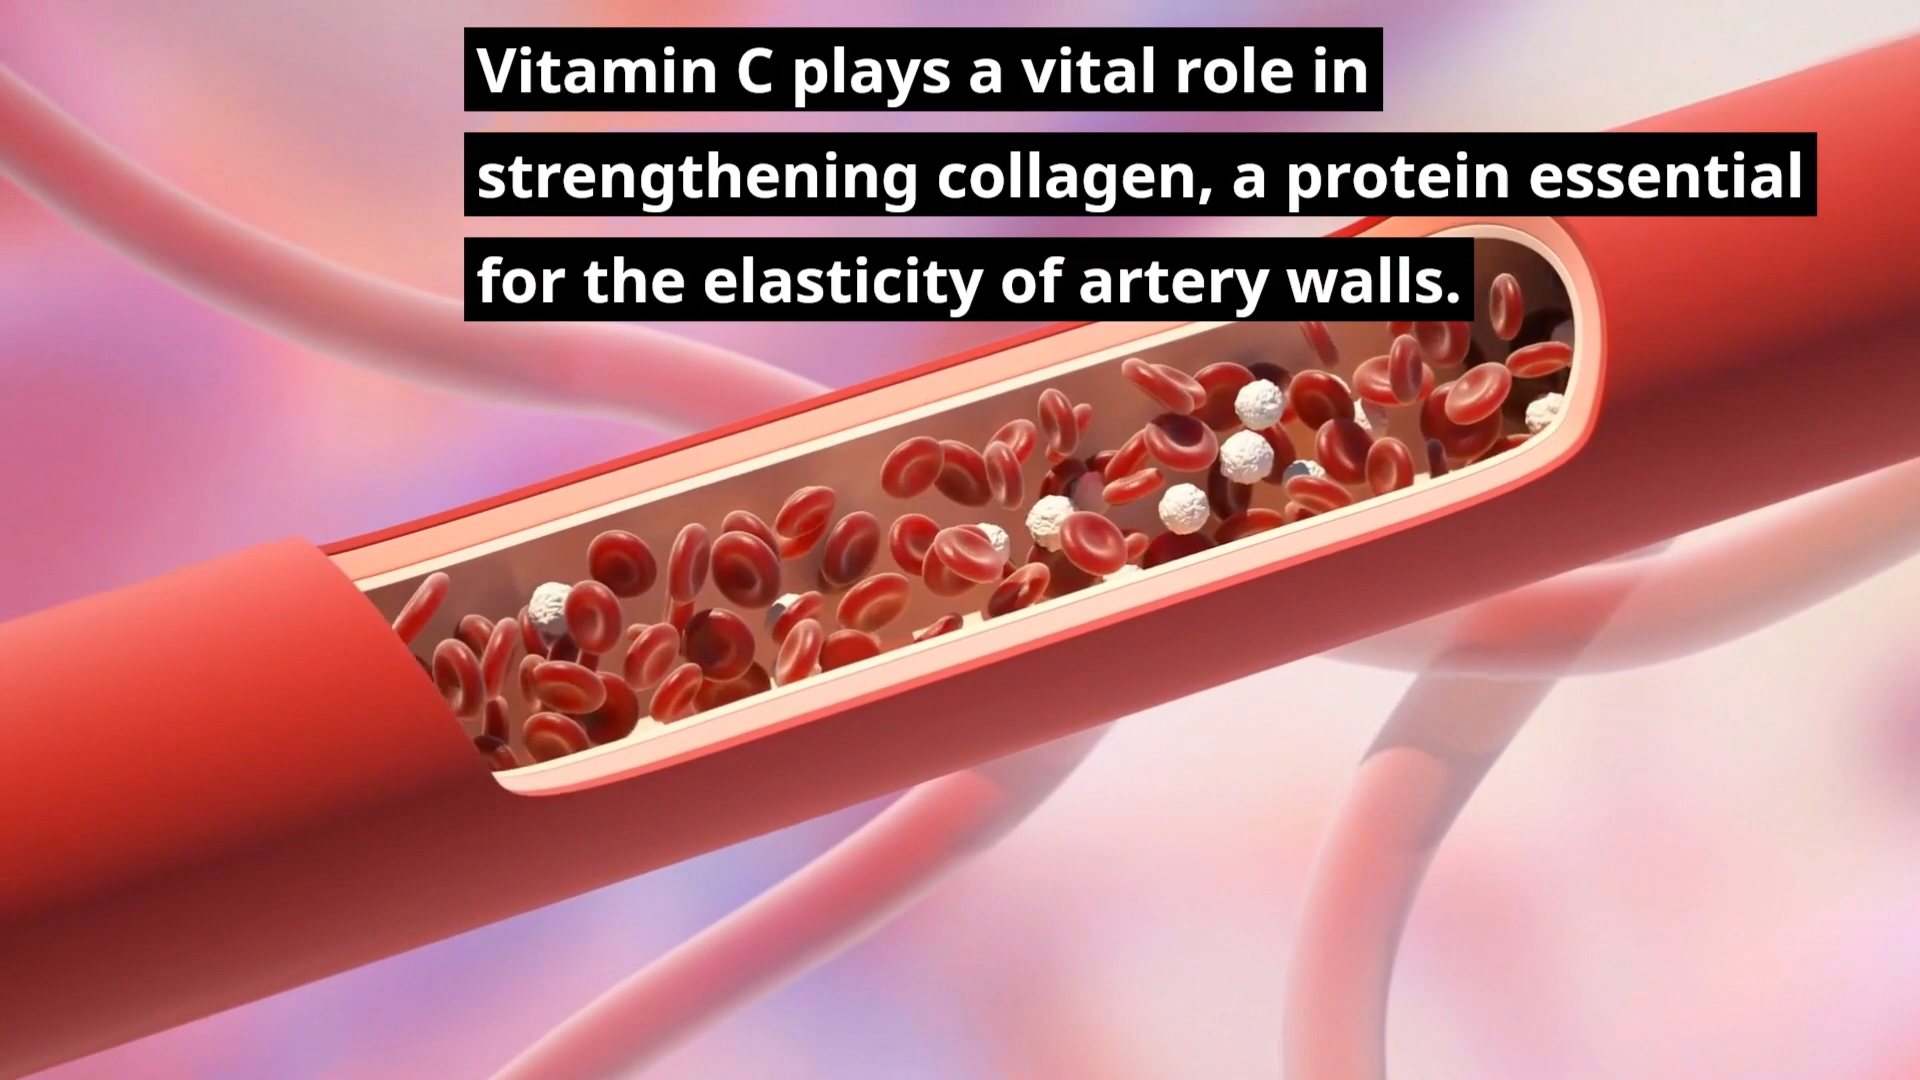 Vitamin C plays a vital role in
strengthening collagen, a protein essential
for the elasticity of artery walls.